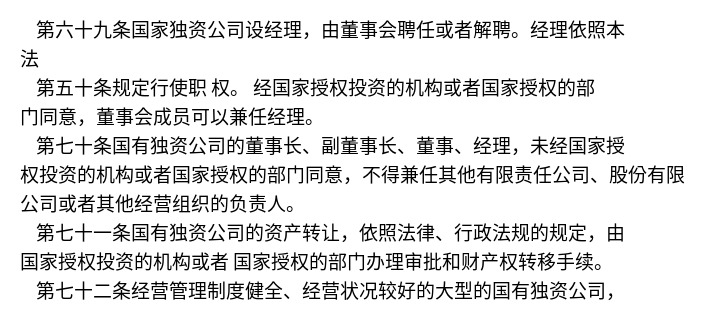 第六十九条国家独资公司设经理，由董事会聘任或者解聘。经理依照本
法
第五十条规定行使职 权。 经国家授权投资的机构或者国家授权的部
门同意，董事会成员可以兼任经理。
第七十条国有独资公司的董事长、副董事长、董事、经理，未经国家授
权投资的机构或者国家授权的部门同意，不得兼任其他有限责任公司、股份有限
公司或者其他经营组织的负责人。
第七十一条国有独资公司的资产转让，依照法律、行政法规的规定，由
国家授权投资的机构或者 国家授权的部门办理审批和财产权转移手续。
第七十二条经营管理制度健全、经营状况较好的大型的国有独资公司，